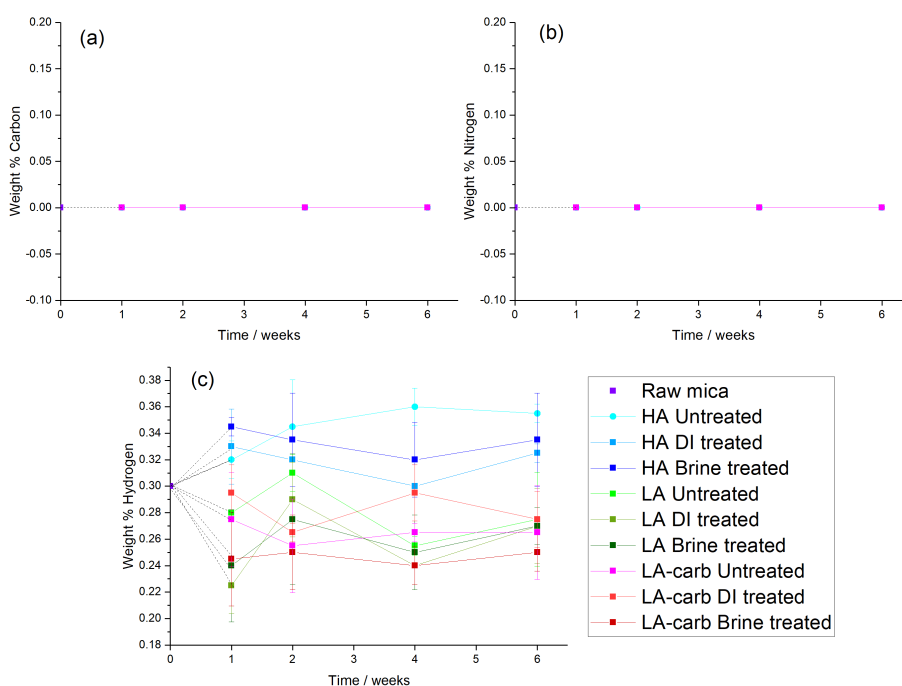 (a)
0.20
0.15
0.10
0.05
0.00
-0.05
-0.10
Weight % Carbon
0 1 2 3 4 5 6
Time / weeks
(b)
0.20
0.15
0.10
0.05
0.00
-0.05
-0.10
Weight % Nitrogen
0 1 2 3 4 5 6
Time / weeks
(c)
0.38
0.36
0.34
0.32
0.30
0.28
0.26
0.24
0.22
0.20
0.18
Weight % Hydrogen
0 1 2 3 4 5 6
Time / weeks
Raw mica
HA Untreated
HA DI treated
HA Brine treated
LA Untreated
LA DI treated
LA Brine treated
LA-carb Untreated
LA-carb DI treated
LA-carb Brine treated